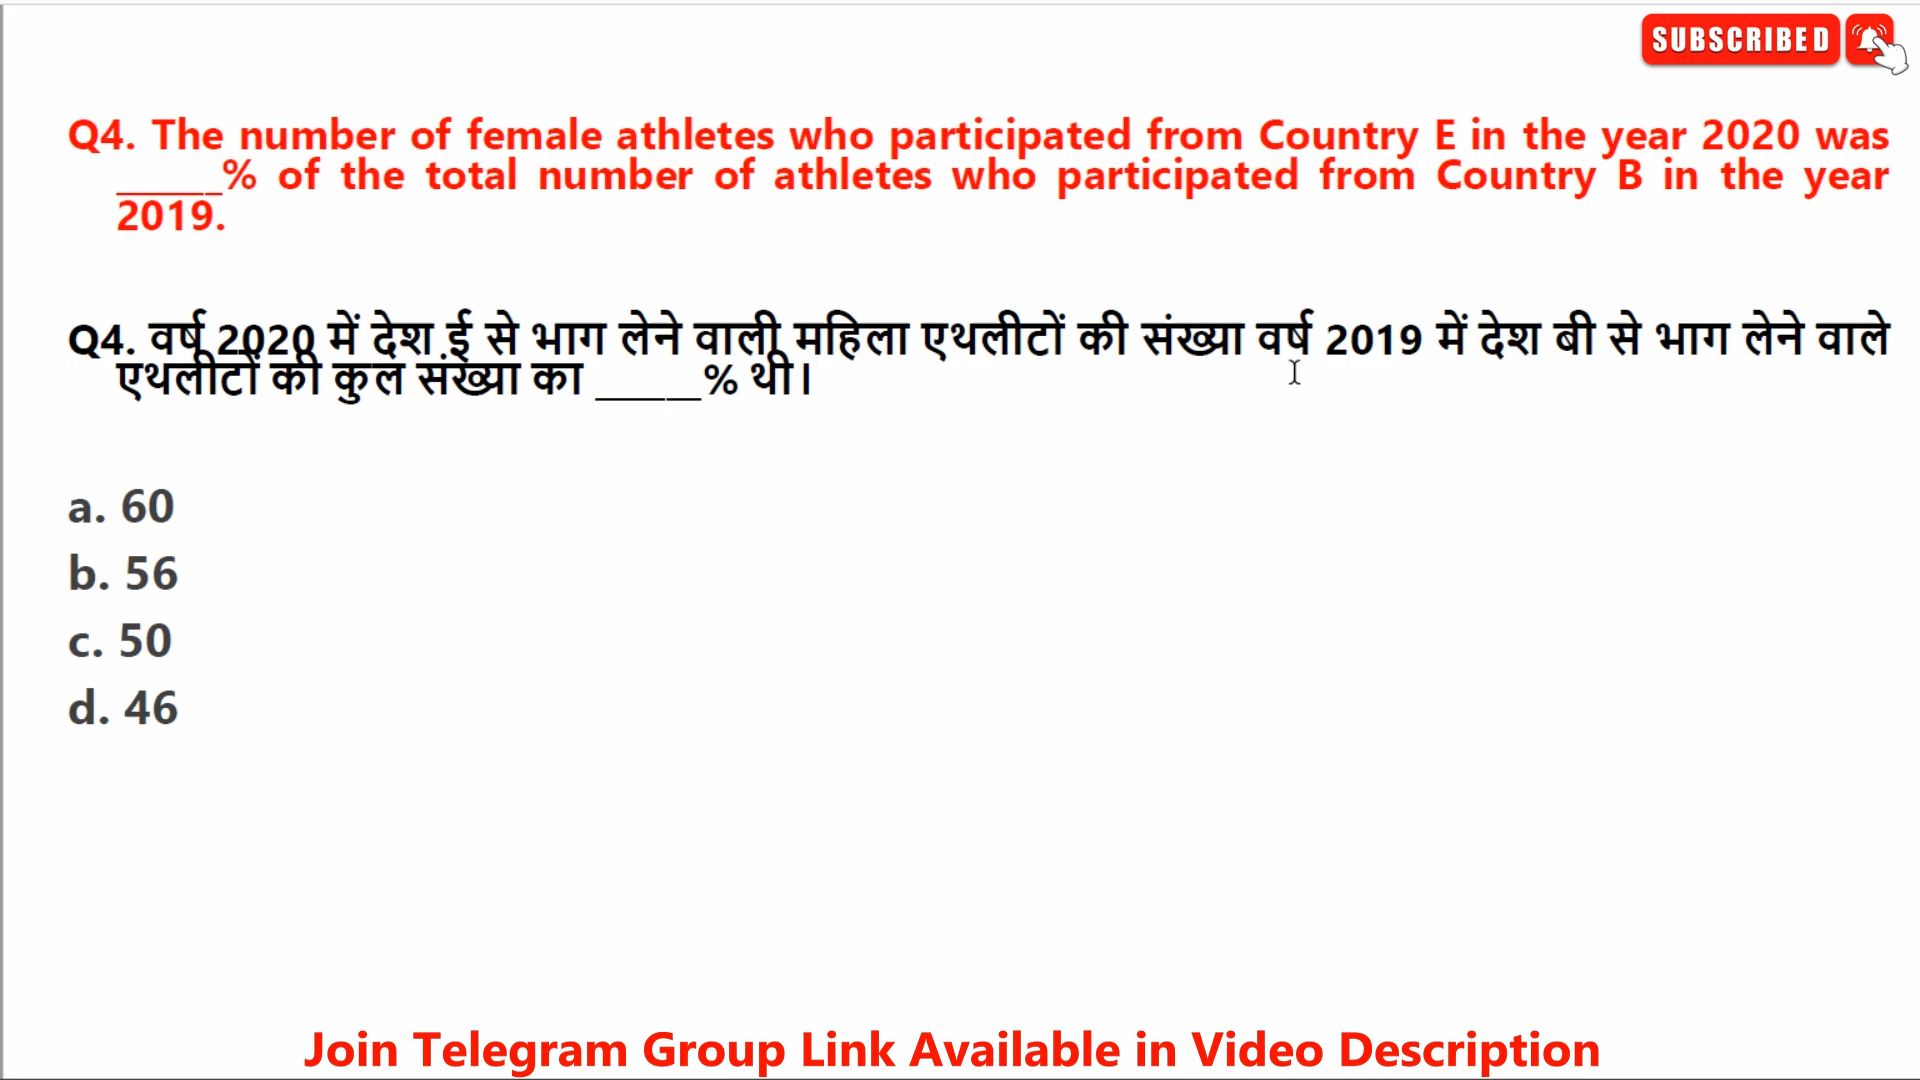 SUBSCRIBED
Q4. The number of female athletes who participated from Country E in the year 2020 was
______% of the total number of athletes who participated from Country B in the year
2019.
Q4. वर्ष 2020 में देश ई से भाग लेने वाली महिला एथलीटों की संख्या वर्ष 2019 में देश बी से भाग लेने वाले
एथलीटों की कुल संख्या का ______% थी।
a. 60
b. 56
c. 50
d. 46
Join Telegram Group Link Available in Video Description